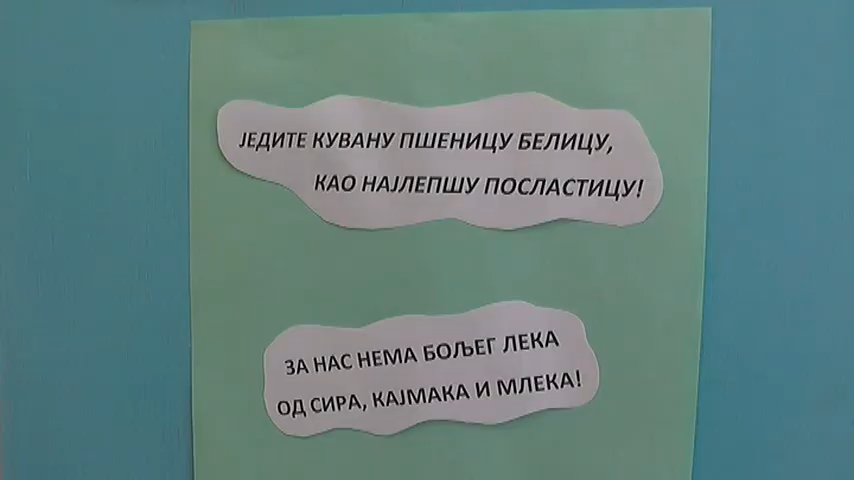 ЈЕДИТЕ КУВАНУ ПШЕНИЦУ БЕЛИЦУ,
КАО НАЈЛЕПШУ ПОСЛАСТИЦУ!
ЗА НАС НЕМА БОЉЕГ ЛЕКА
ОД СИРА, КАЈМАКА И МЛЕКА!